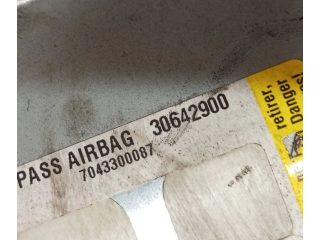 PASS AIRBAG 30642900
7043300087
retirer,
Danger